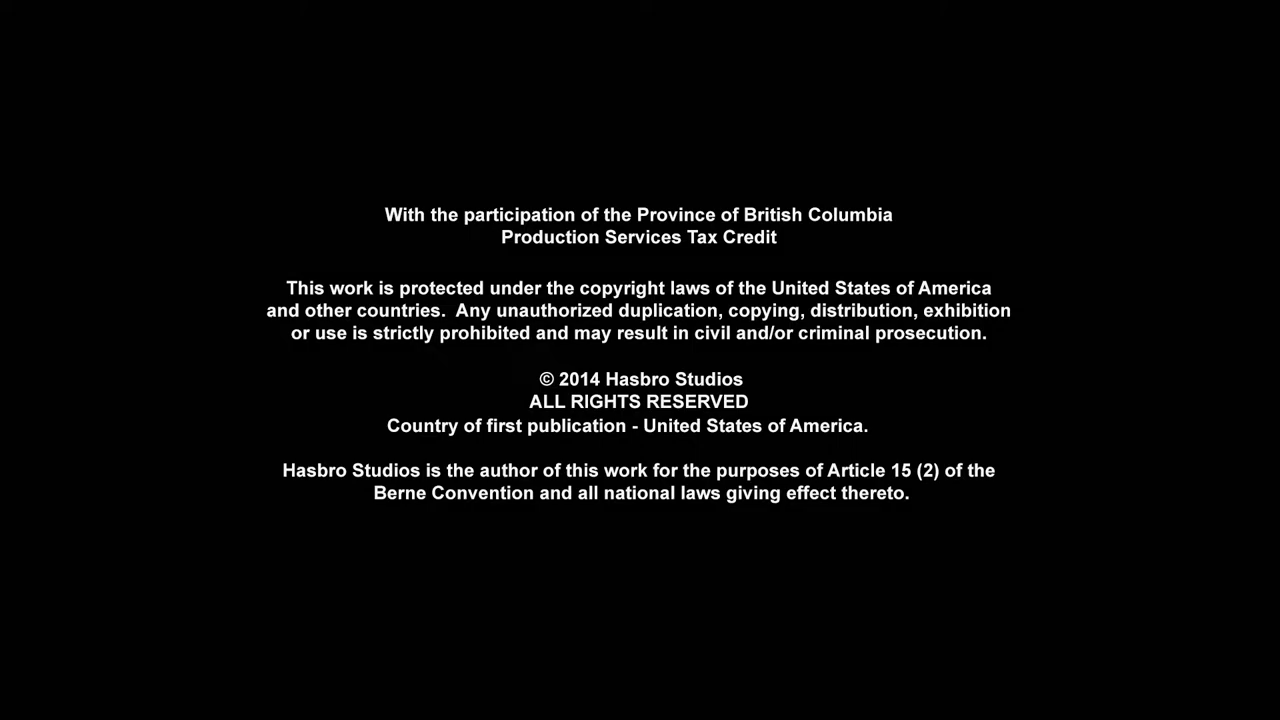 With the participation of the Province of British Columbia
Production Services Tax Credit
This work is protected under the copyright laws of the United States of America
and other countries.  Any unauthorized duplication, copying, distribution, exhibition
or use is strictly prohibited and may result in civil and/or criminal prosecution.
© 2014 Hasbro Studios
ALL RIGHTS RESERVED
Country of first publication - United States of America.
Hasbro Studios is the author of this work for the purposes of Article 15 (2) of the
Berne Convention and all national laws giving effect thereto.